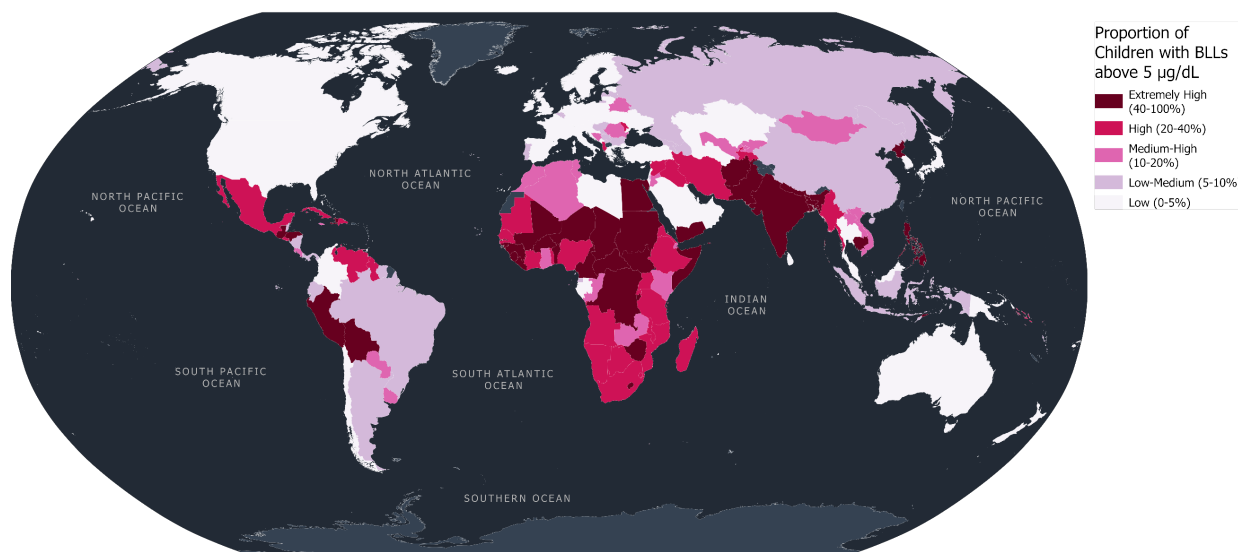 Proportion of
Children with BLLs
above 5 µg/dL
Extremely High
(40-100%)
High (20-40%)
Medium-High
(10-20%)
Low-Medium (5-10%
Low (0-5%)
NORTH ATLANTIC
OCEAN
NORTH PACIFIC
OCEAN
NORTH PACIFIC
OCEAN
INDIAN
OCEAN
SOUTH PACIFIC
OCEAN
SOUTH ATLANTIC
OCEAN
SOUTHERN OCEAN